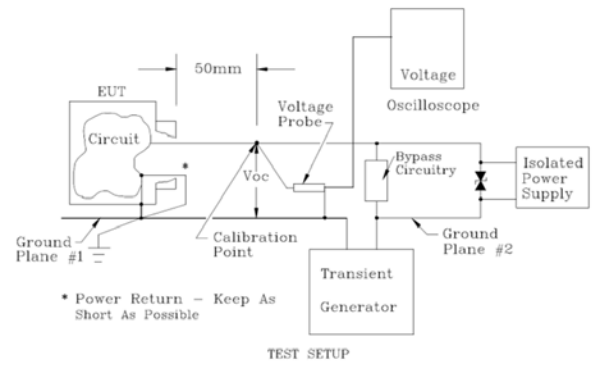 50mm
EUT
Circuit
*
Voc
Voltage
Probe
Voltage
Oscilloscope
Bypass
Circuitry
Isolated
Power
Supply
Ground
Plane #1
Calibration
Point
Ground
Plane #2
Transient
Generator
* Power Return – Keep As
Short As Possible
TEST SETUP